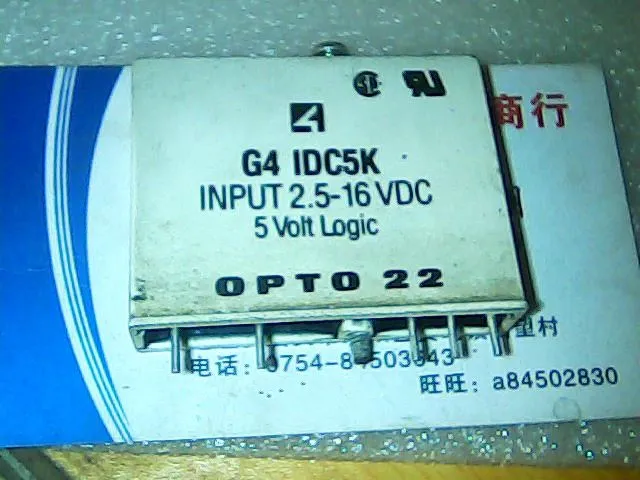 商行
G4 IDC5K
INPUT 2.5-16 VDC
5 Volt Logic
OPTO 22
村
电话：
旺旺：a84502830